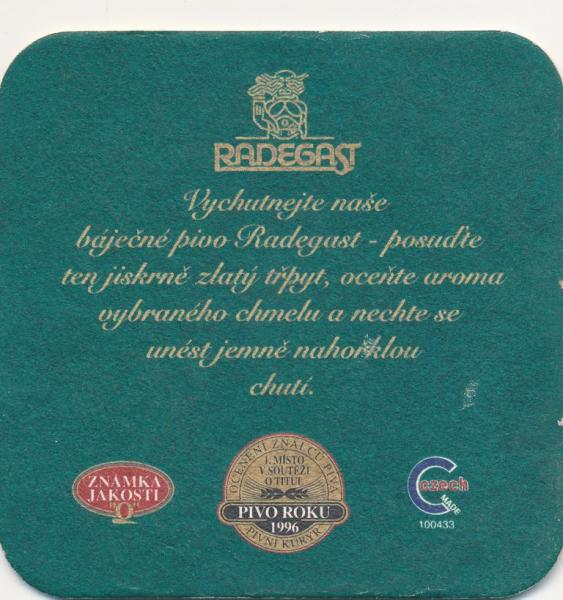 RADEGAST
Vychutnejte naše
báječné pivo Radegast - posuďte
ten jiskrně zlatý třpyt, oceňte aroma
vybraného chmelu a nechte se
unést jemně nahořklou
chutí.
ZNÁMKA
JAKOSTI
"Q"
OCENĚNÍ ZNALCŮ PIVA
1. MÍSTO
V SOUTĚŽI
O TITUL
PIVO ROKU
1996
PIVNÍ KURÝR
czech
MADE
100433